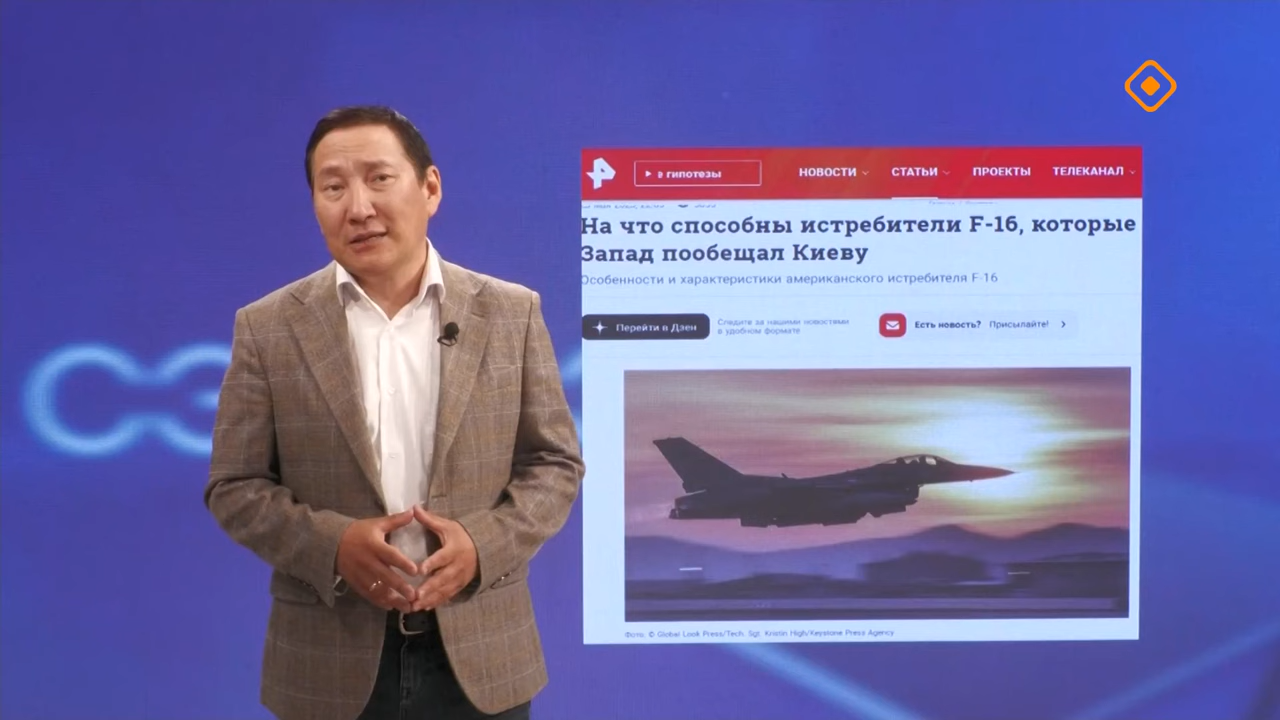 в гипотезы
НОВОСТИ
СТАТЬИ
ПРОЕКТЫ
ТЕЛЕКАНАЛ
На что способны истребители F-16, которые
Запад пообещал Киеву
Особенности и характеристики американского истребителя F-16
Перейти в Дзен
Следите за нашими новостями
в удобном формате
Есть новость? Присылайте!
Фото: © Global Look Press/Tech. Sgt. Kristin High/Keystone Press Agency